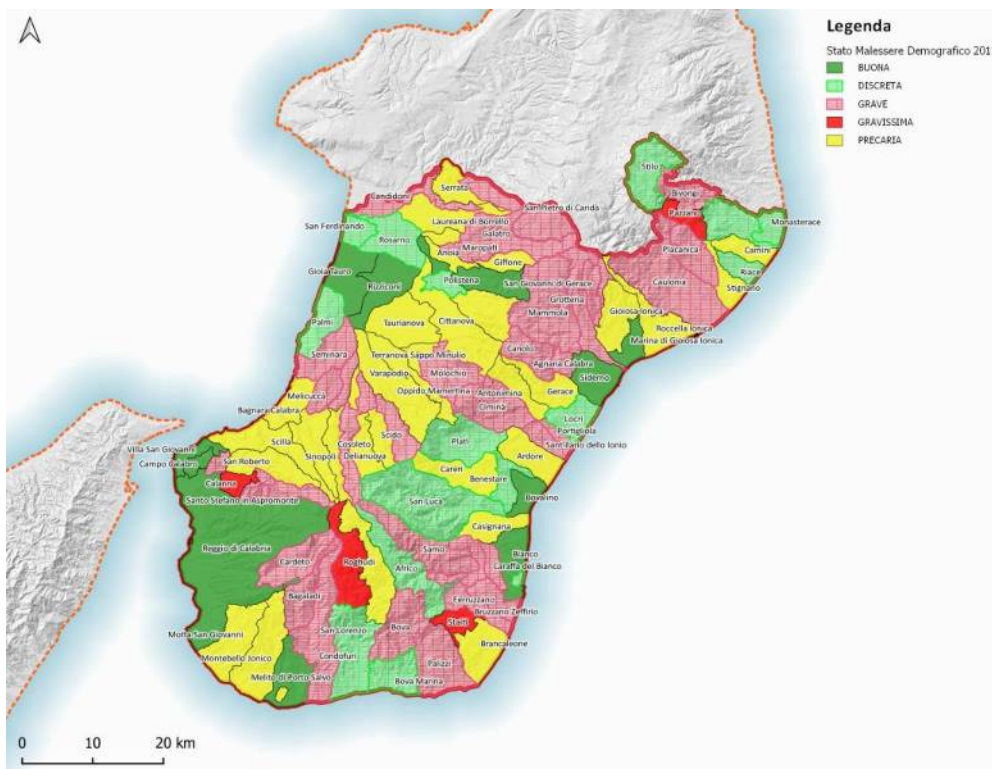 Legenda
Stato Malessere Demografico 201
BUONA
DISCRETA
GRAVE
GRAVISSIMA
PRECARIA
Stilo
Bivongi
Pazzano
Monasterace
Serrata
Candidoni
San Pietro di Carida
San Ferdinando
Laureana di Borrello
Galatro
Rosarno
Maropati
Anoia
Giffone
Placanica
Camini
Riace
Stignano
Caulonia
Gioia Tauro
Rizziconi
Polistena
San Giovanni di Gerace
Grotteria
Mammola
Gioiosa Ionica
Roccella Ionica
Marina di Gioiosa Ionica
Palmi
Taurianova
Cittanova
Seminara
Terranova Sappo Minulio
Canolo
Agnana Calabra
Siderno
Molochio
Varapodio
Oppido Mamertina
Antonimina
Gerace
Ciminà
Melicucca
Bagnara Calabra
Locri
Portigliola
Sant'Ilario dello Ionio
Scilla
Sinopoli
Cosoleto
Delianuova
Scido
Platì
Ardore
Villa San Giovanni
Campo Calabro
San Roberto
Calanna
Careri
Benestare
Santo Stefano in Aspromonte
San Luca
Bovalino
Casignana
Reggio di Calabria
Cardeto
Roghudi
Samo
Bianco
Africo
Caraffa del Bianco
Bagaladi
Ferruzzano
Bruzzano Zeffirio
Staiti
San Lorenzo
Bova
Brancaleone
Motta San Giovanni
Montebello Ionico
Condofuri
Palizzi
Melito di Porto Salvo
Bova Marina
0 10 20 km